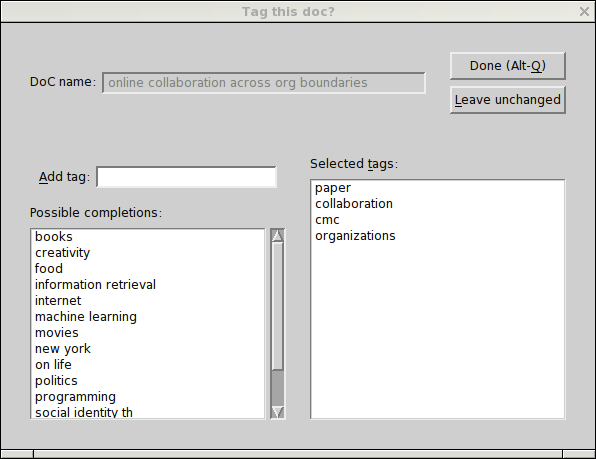 Tag this doc?
DoC name: online collaboration across org boundaries
Done (Alt-Q)
Leave unchanged
Add tag:
Selected tags:
paper
collaboration
cmc
organizations
Possible completions:
books
creativity
food
information retrieval
internet
machine learning
movies
new york
on life
politics
programming
social identity th